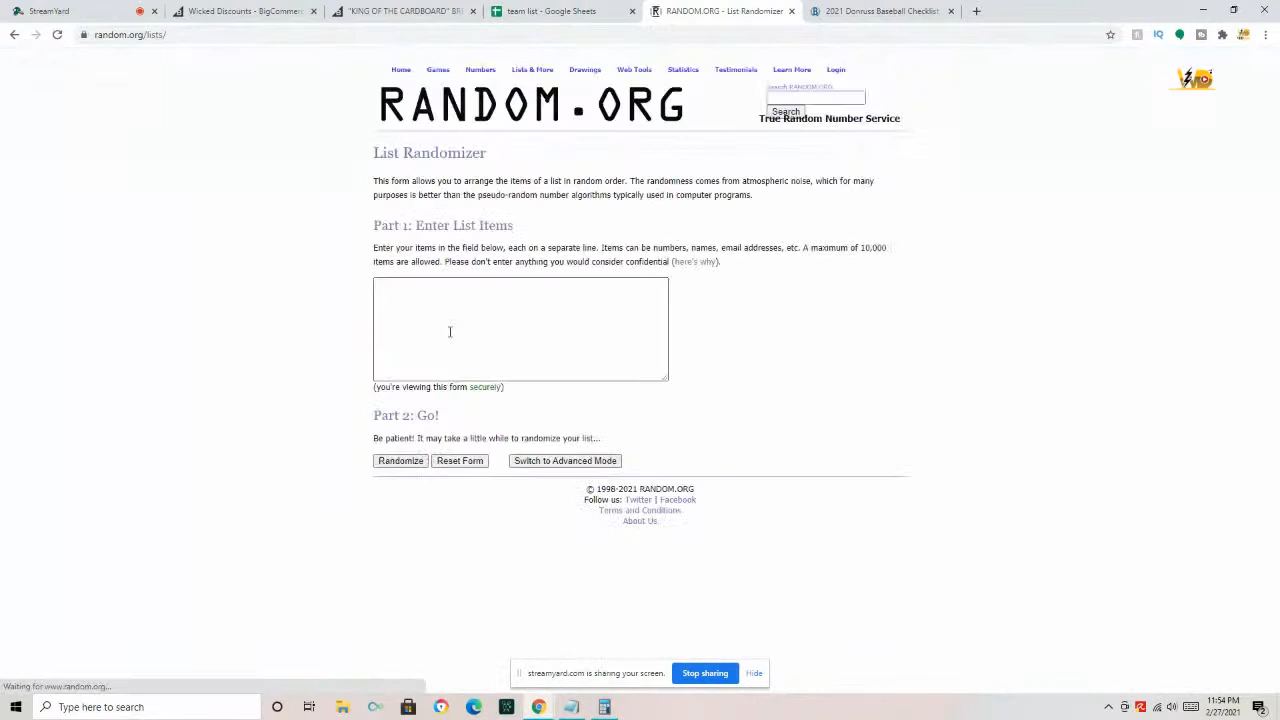 StreamYard
Wicked Discounts - BigCommerc
"KING OF THE CARDBOARD" BRE
team list - Google Sheets
RANDOM.ORG - List Randomizer
2021 Donruss Baseball Checklist
random.org/lists/
Home Games Numbers Lists & More Drawings Web Tools Statistics Testimonials Learn More Login
RANDOM.ORG
Search RANDOM.ORG
Search
True Random Number Service
List Randomizer
This form allows you to arrange the items of a list in random order. The randomness comes from atmospheric noise, which for many
purposes is better than the pseudo-random number algorithms typically used in computer programs.
Part 1: Enter List Items
Enter your items in the field below, each on a separate line. Items can be numbers, names, email addresses, etc. A maximum of 10,000
items are allowed. Please don't enter anything you would consider confidential (here's why).
(you're viewing this form securely)
Part 2: Go!
Be patient! It may take a little while to randomize your list...
Randomize Reset Form Switch to Advanced Mode
© 1998-2021 RANDOM.ORG
Follow us: Twitter | Facebook
Terms and Conditions
About Us
streamyard.com is sharing your screen. Stop sharing Hide
Waiting for www.random.org...
Type here to search
11:54 PM
2/27/2021